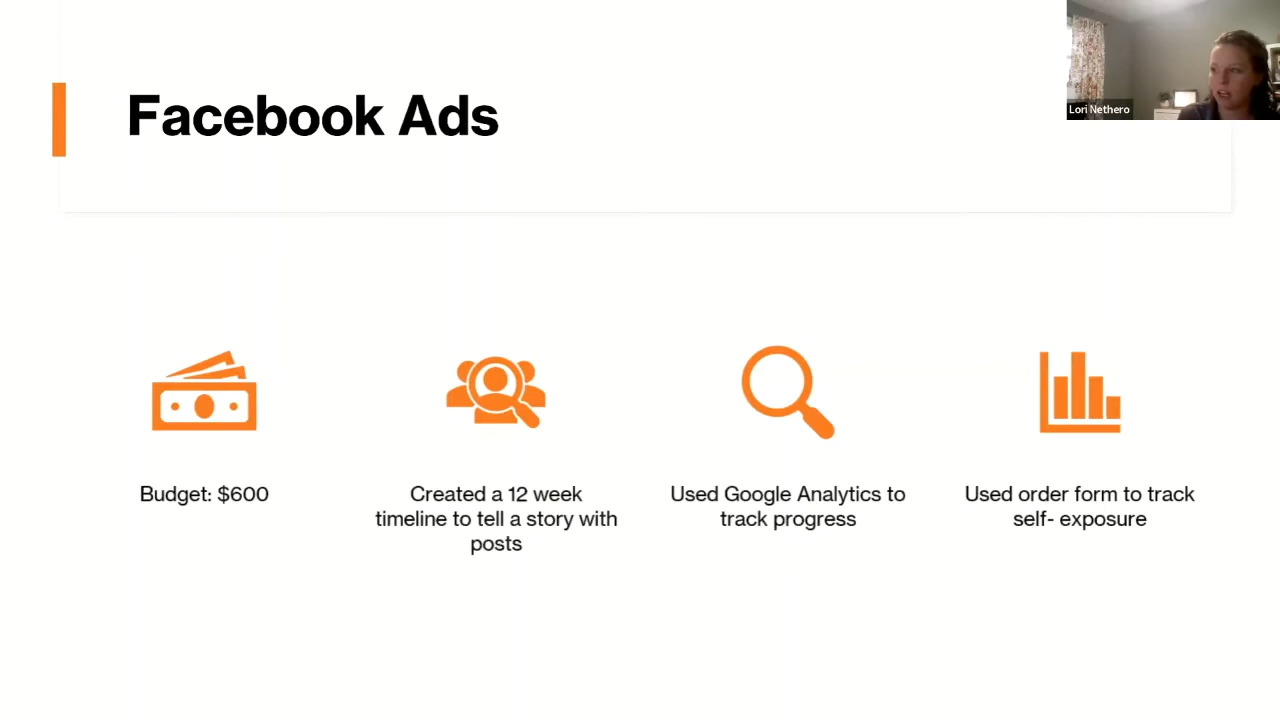 Facebook Ads
Lori Nethero
Budget: $600
Created a 12 week
timeline to tell a story with
posts
Used Google Analytics to
track progress
Used order form to track
self- exposure